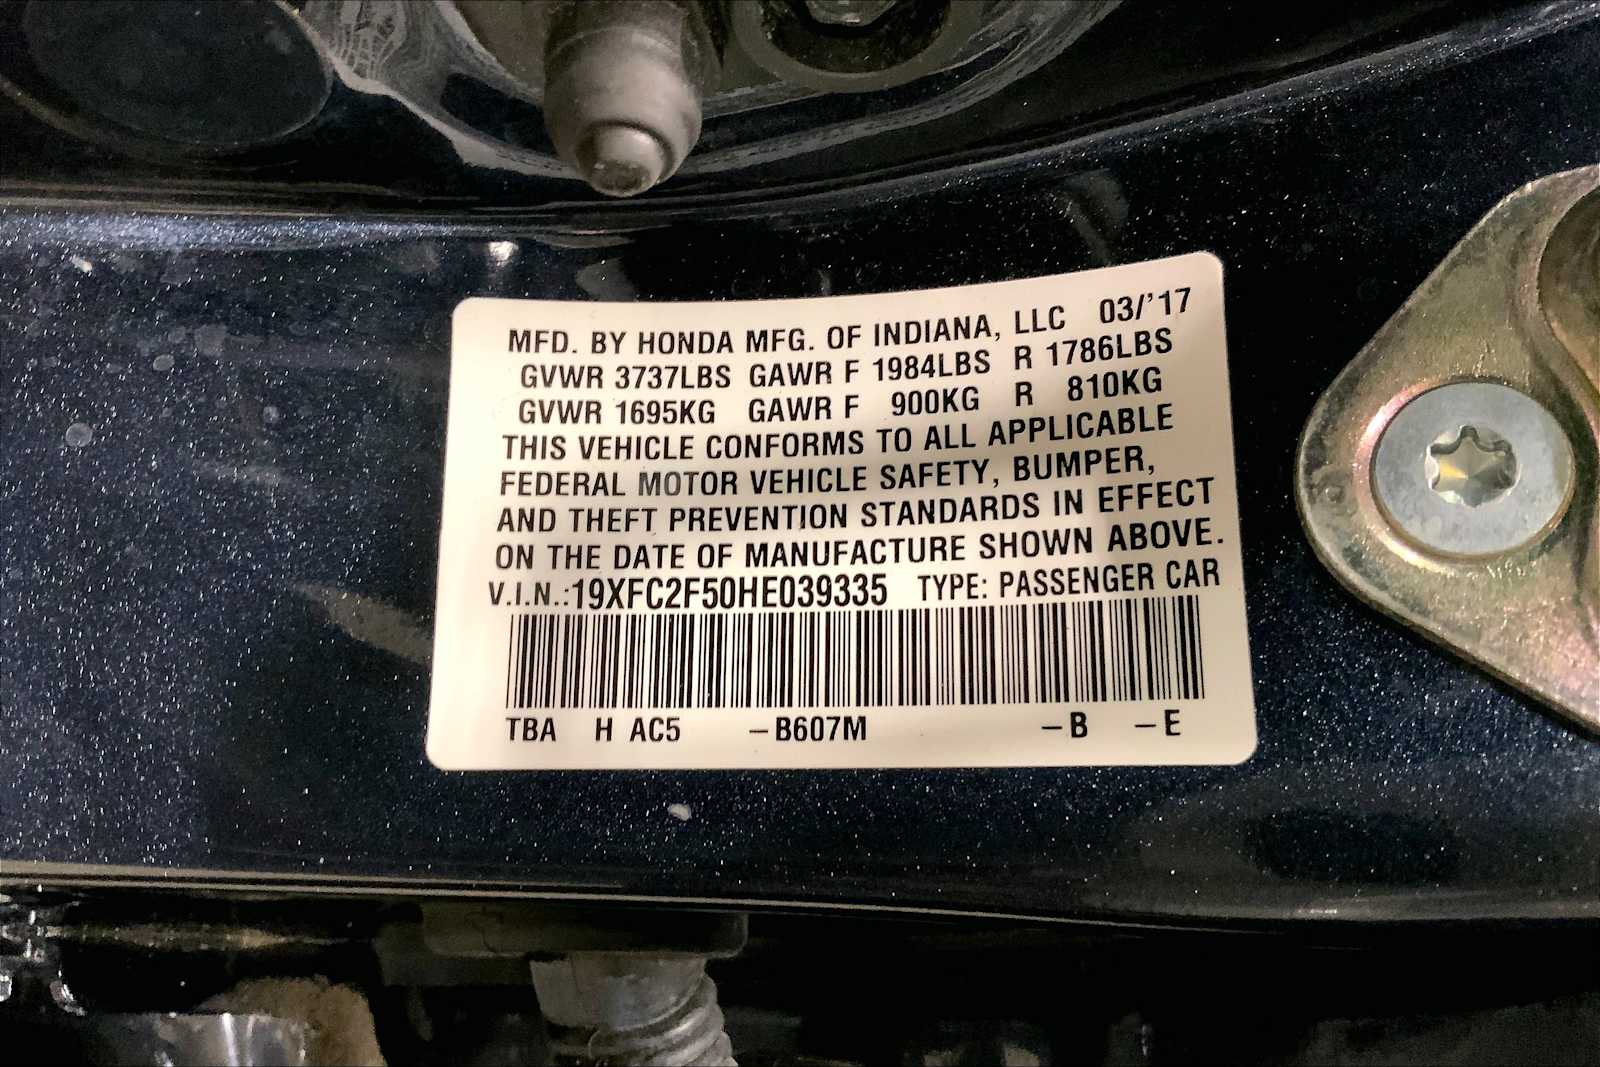 MFD. BY HONDA MFG. OF INDIANA, LLC 03/'17
GVWR 3737LBS GAWR F 1984LBS R 1786LBS
GVWR 1695KG GAWR F 900KG R 810KG
THIS VEHICLE CONFORMS TO ALL APPLICABLE
FEDERAL MOTOR VEHICLE SAFETY, BUMPER,
AND THEFT PREVENTION STANDARDS IN EFFECT
ON THE DATE OF MANUFACTURE SHOWN ABOVE.
V.I.N.:19XFC2F50HE039335 TYPE: PASSENGER CAR
TBA H AC5 –B607M –B –E